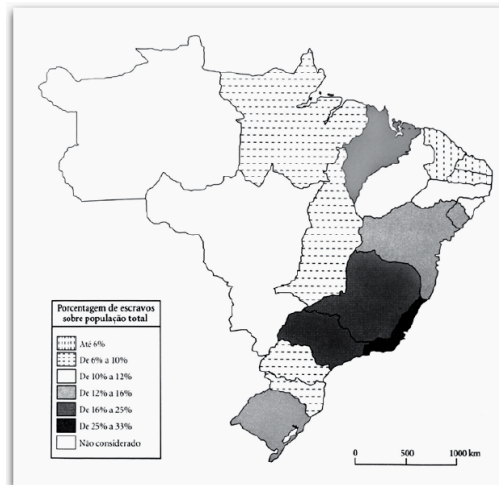 Porcentagem de escravos
sobre população total
Até 6%
De 6% a 10%
De 10% a 12%
De 12% a 16%
De 16% a 25%
De 25% a 33%
Não considerado
0 500 1000 km